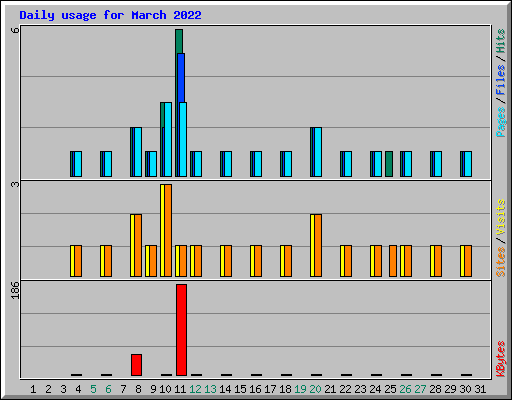 Daily usage for March 2022
6
Pages / Files / Hits
3
Sites / Visits
186
KBytes
1 2 3 4 5 6 7 8 9 10 11 12 13 14 15 16 17 18 19 20 21 22 23 24 25 26 27 28 29 30 31